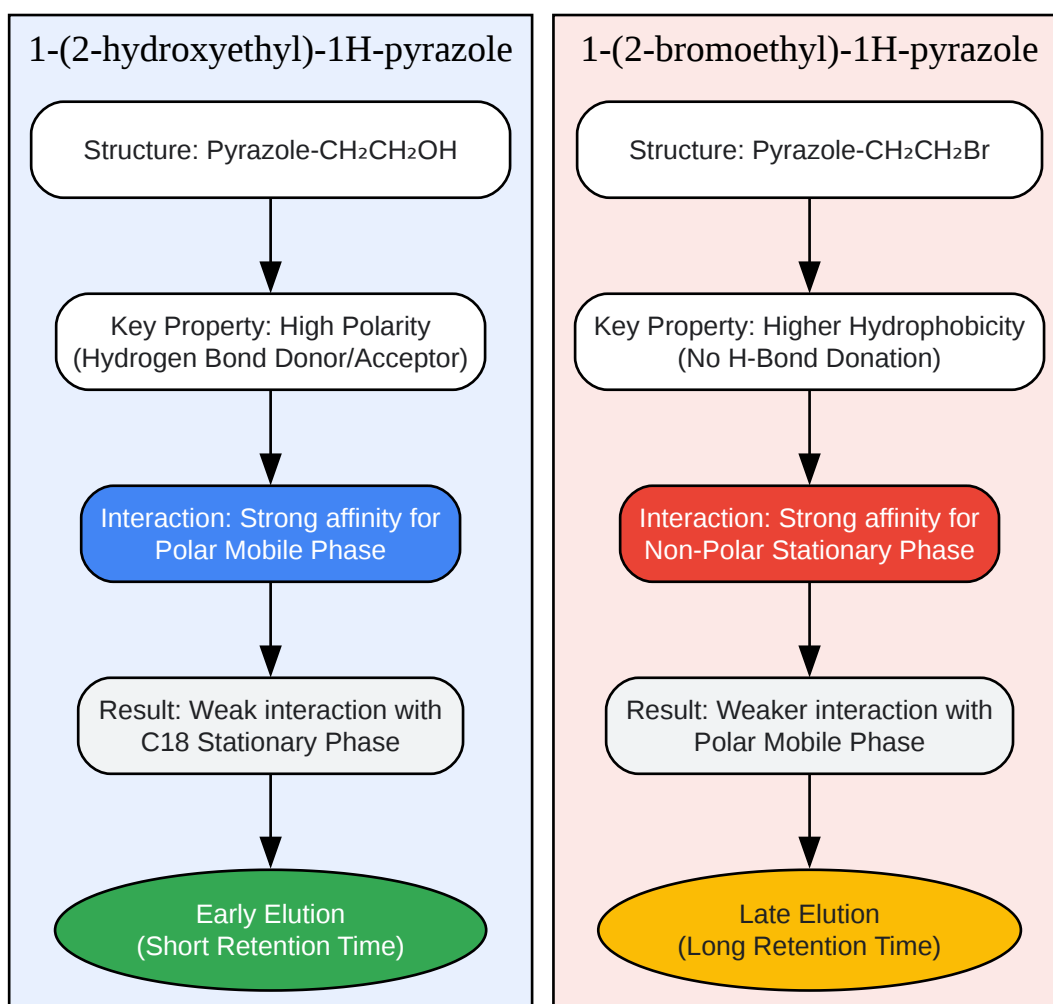 1-(2-hydroxyethyl)-1H-pyrazole
Structure: Pyrazole-CH₂CH₂OH
Key Property: High Polarity
(Hydrogen Bond Donor/Acceptor)
Interaction: Strong affinity for
Polar Mobile Phase
Result: Weak interaction with
C18 Stationary Phase
Early Elution
(Short Retention Time)
1-(2-bromoethyl)-1H-pyrazole
Structure: Pyrazole-CH₂CH₂Br
Key Property: Higher Hydrophobicity
(No H-Bond Donation)
Interaction: Strong affinity for
Non-Polar Stationary Phase
Result: Weaker interaction with
Polar Mobile Phase
Late Elution
(Long Retention Time)